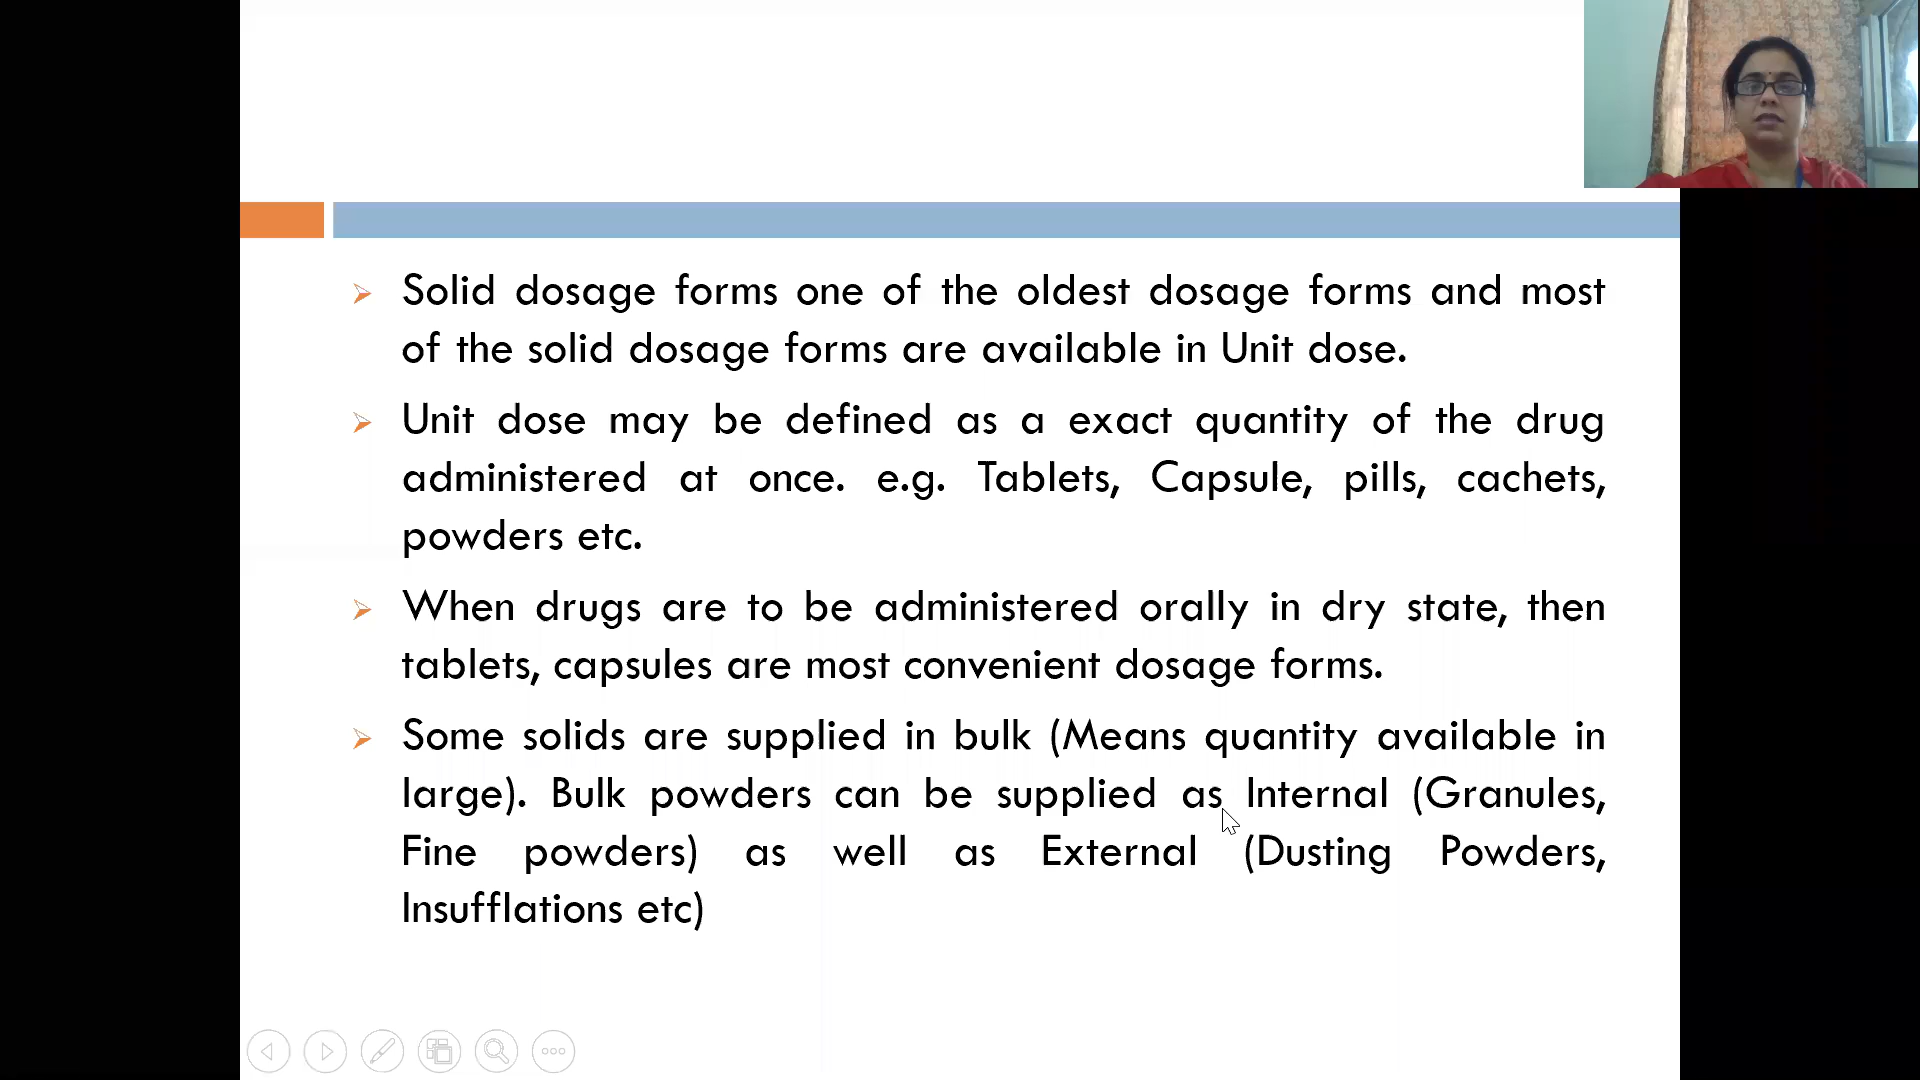 Solid dosage forms one of the oldest dosage forms and most
of the solid dosage forms are available in Unit dose.
Unit dose may be defined as a exact quantity of the drug
administered at once. e.g. Tablets, Capsule, pills, cachets,
powders etc.
When drugs are to be administered orally in dry state, then
tablets, capsules are most convenient dosage forms.
Some solids are supplied in bulk (Means quantity available in
large). Bulk powders can be supplied as Internal (Granules,
Fine powders) as well as External (Dusting Powders,
Insufflations etc)